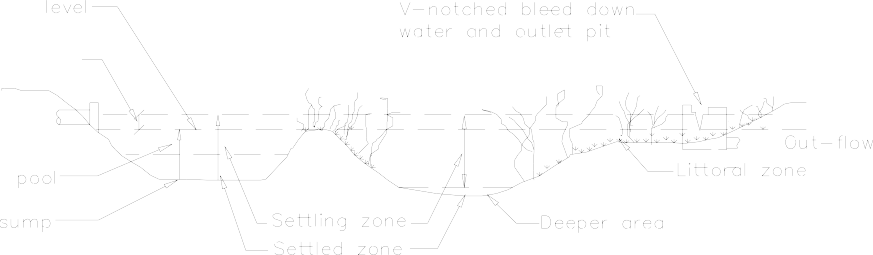 level
V-notched bleed down
water and outlet pit
Out-flow
pool
Littoral zone
sump
Settling zone
Deeper area
Settled zone